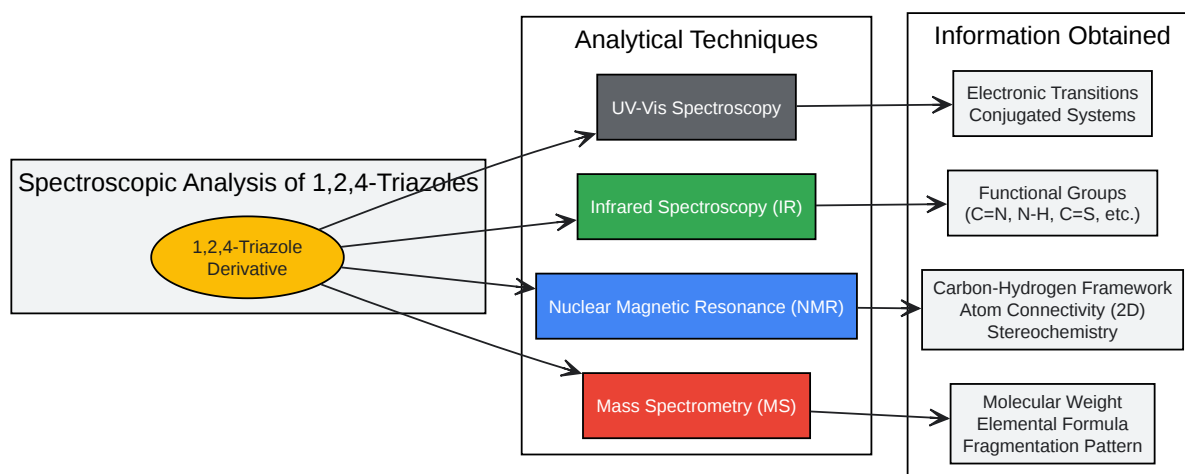 Spectroscopic Analysis of 1,2,4-Triazoles
1,2,4-Triazole
Derivative
Analytical Techniques
UV-Vis Spectroscopy
Infrared Spectroscopy (IR)
Nuclear Magnetic Resonance (NMR)
Mass Spectrometry (MS)
Information Obtained
Electronic Transitions
Conjugated Systems
Functional Groups
(C=N, N-H, C=S, etc.)
Carbon-Hydrogen Framework
Atom Connectivity (2D)
Stereochemistry
Molecular Weight
Elemental Formula
Fragmentation Pattern